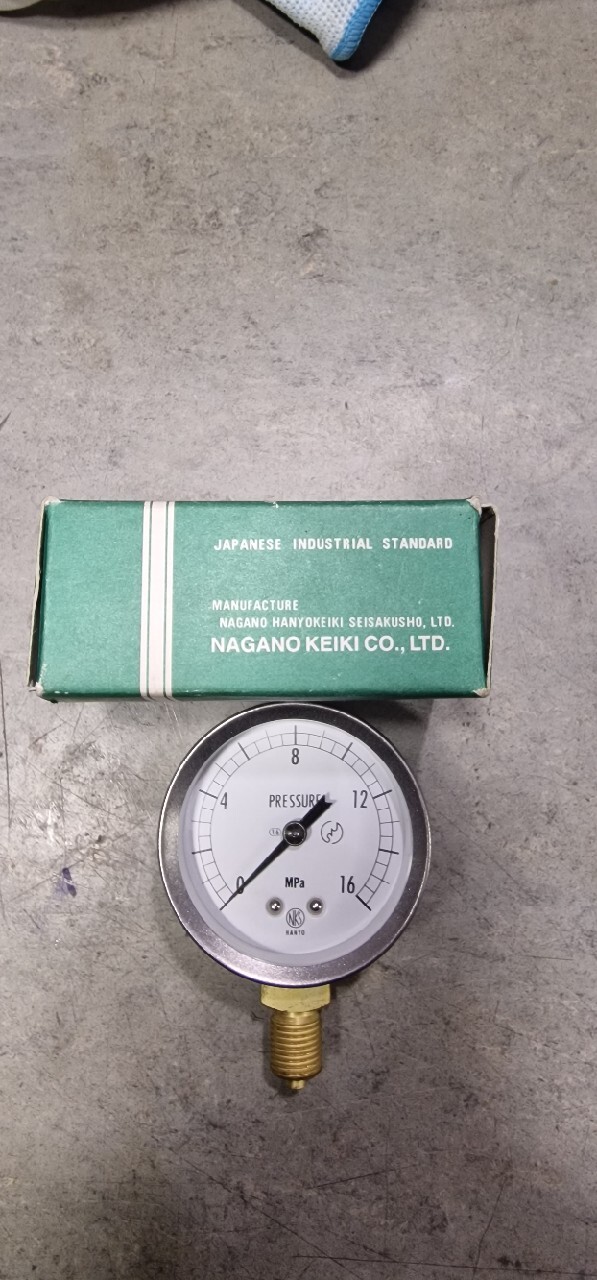 JAPANESE INDUSTRIAL STANDARD
MANUFACTURE
NAGANO HANYOKEIKI SEISAKUSHO, LTD.
NAGANO KEIKI CO., LTD.
8
4
PRESSURE
12
0
MPa
16
NKS